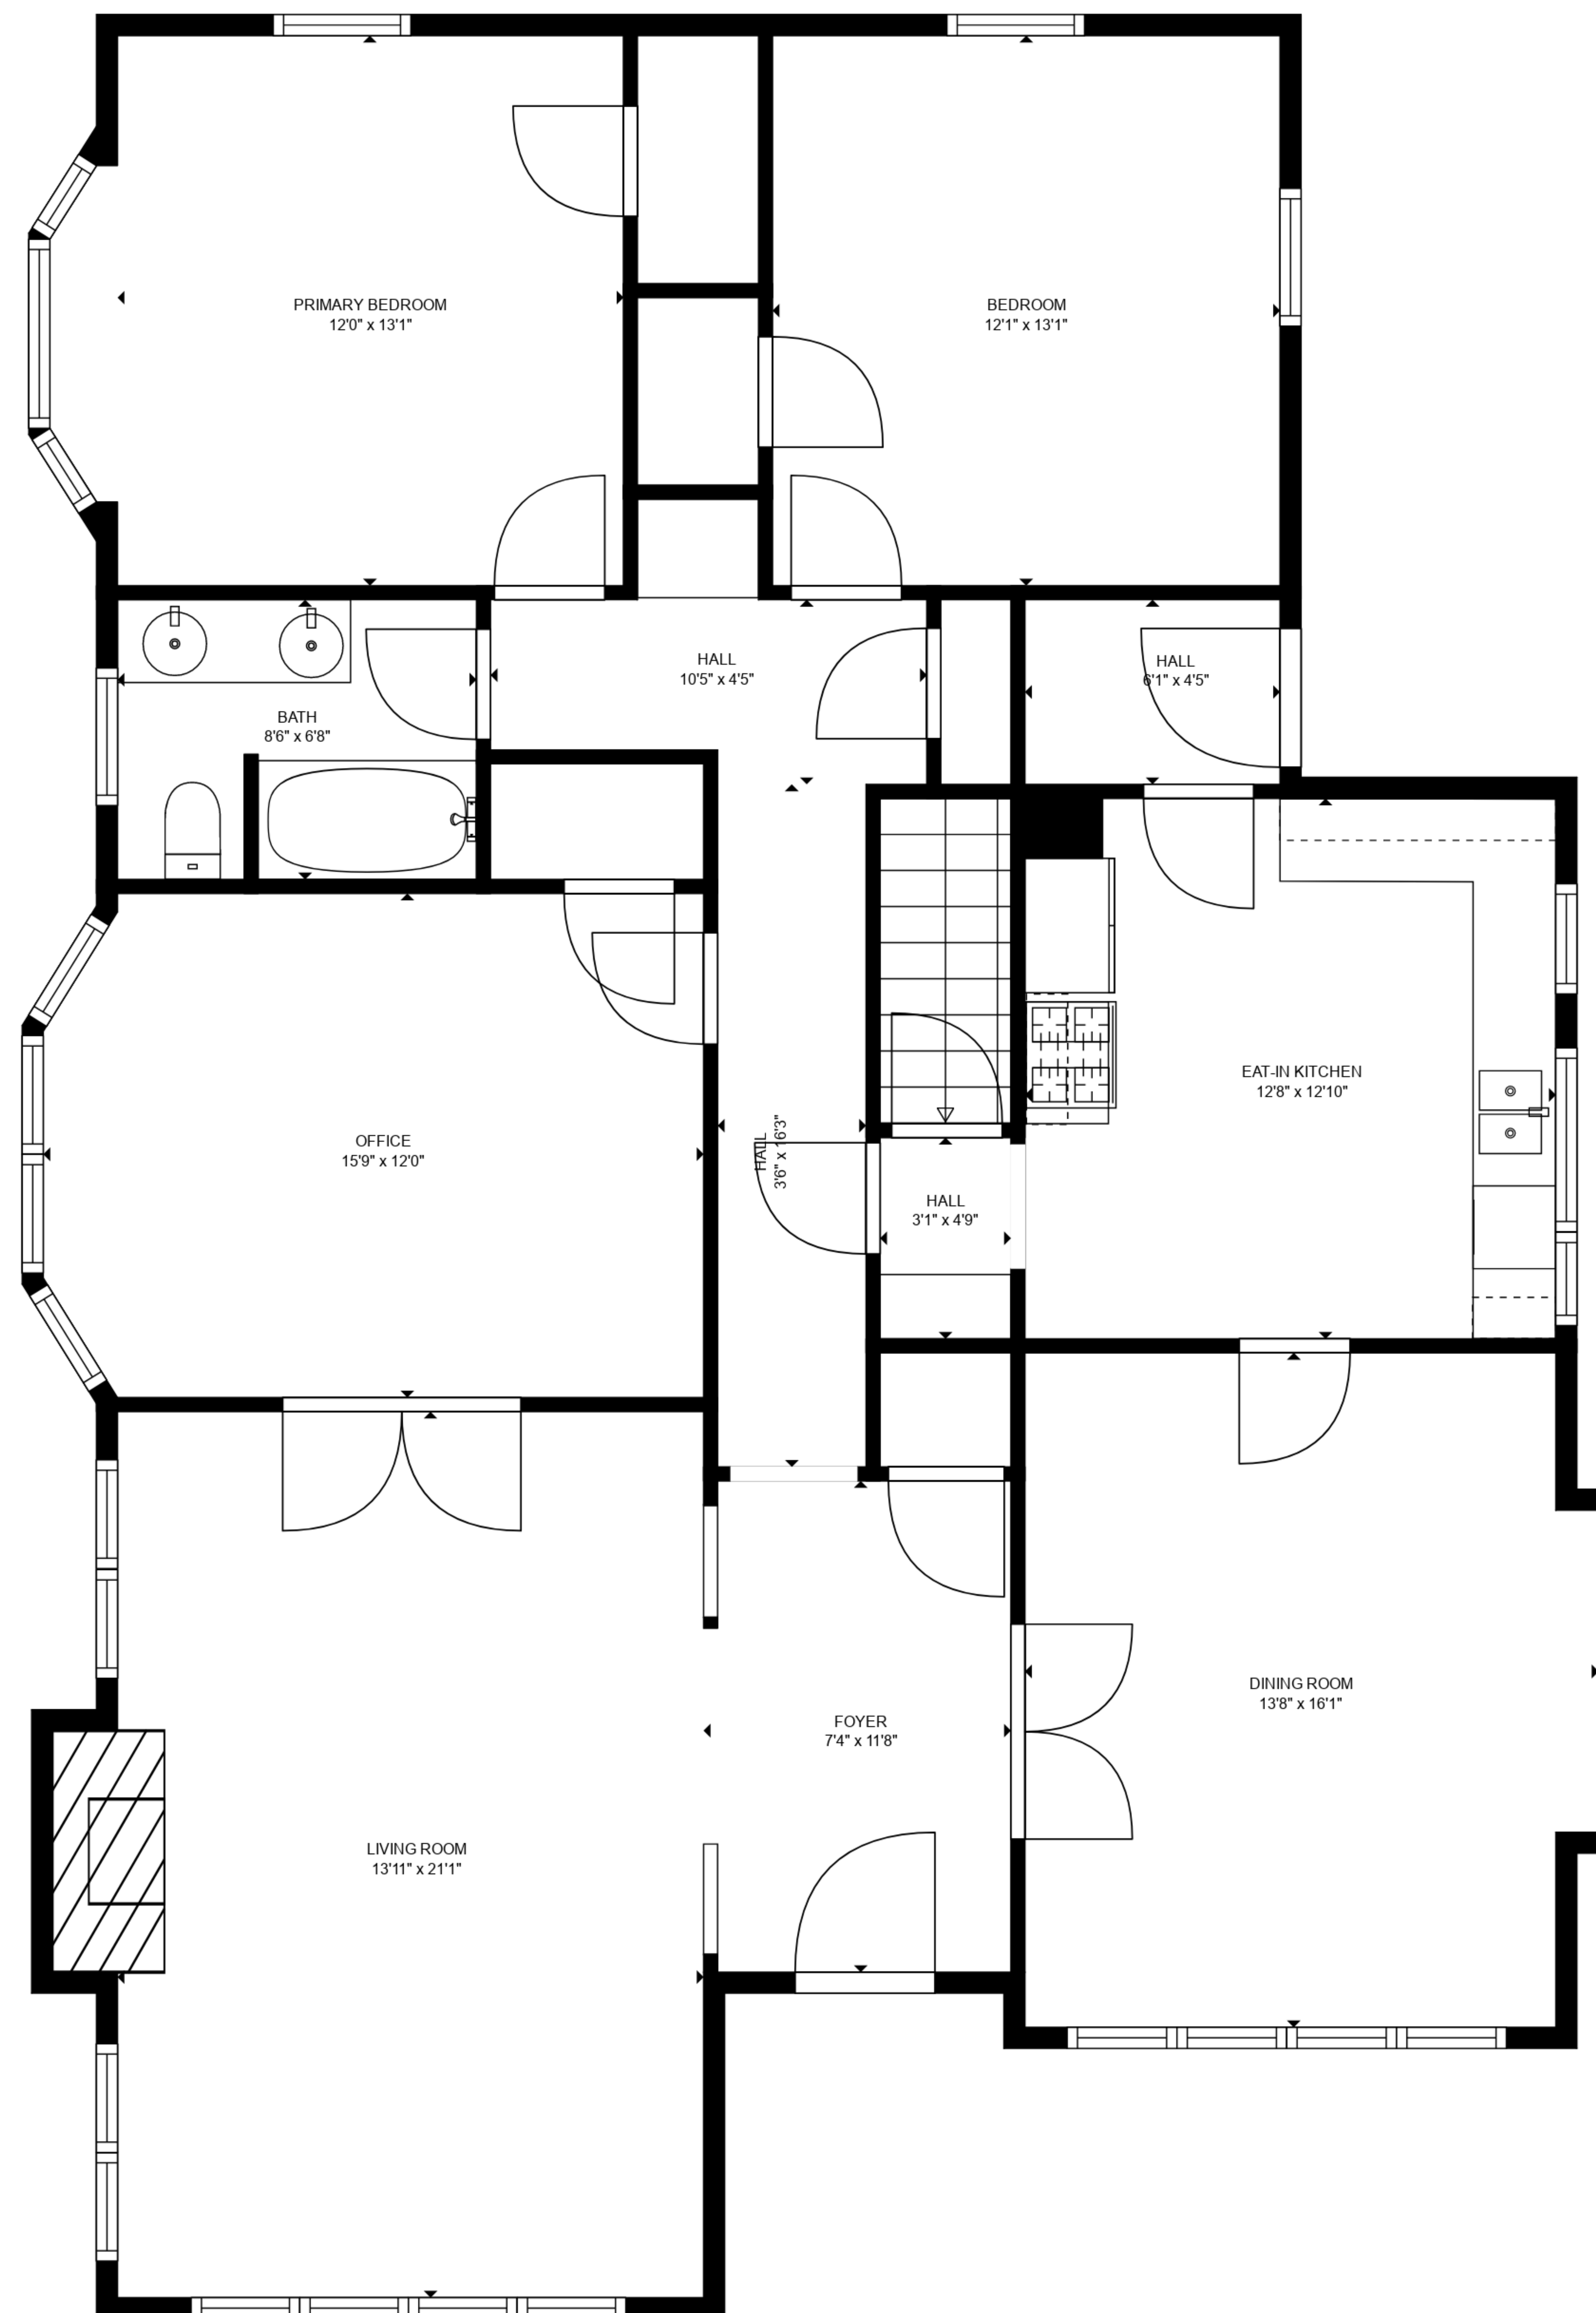 PRIMARY BEDROOM
12'0" x 13'1"
BEDROOM
12'1" x 13'1"
HALL
10'5" x 4'5"
HALL
6'1" x 4'5"
BATH
8'6" x 6'8"
EAT-IN KITCHEN
12'8" x 12'10"
OFFICE
15'9" x 12'0"
HALL
3'6" x 16'3"
HALL
3'1" x 4'9"
DINING ROOM
13'8" x 16'1"
FOYER
7'4" x 11'8"
LIVING ROOM
13'11" x 21'1"